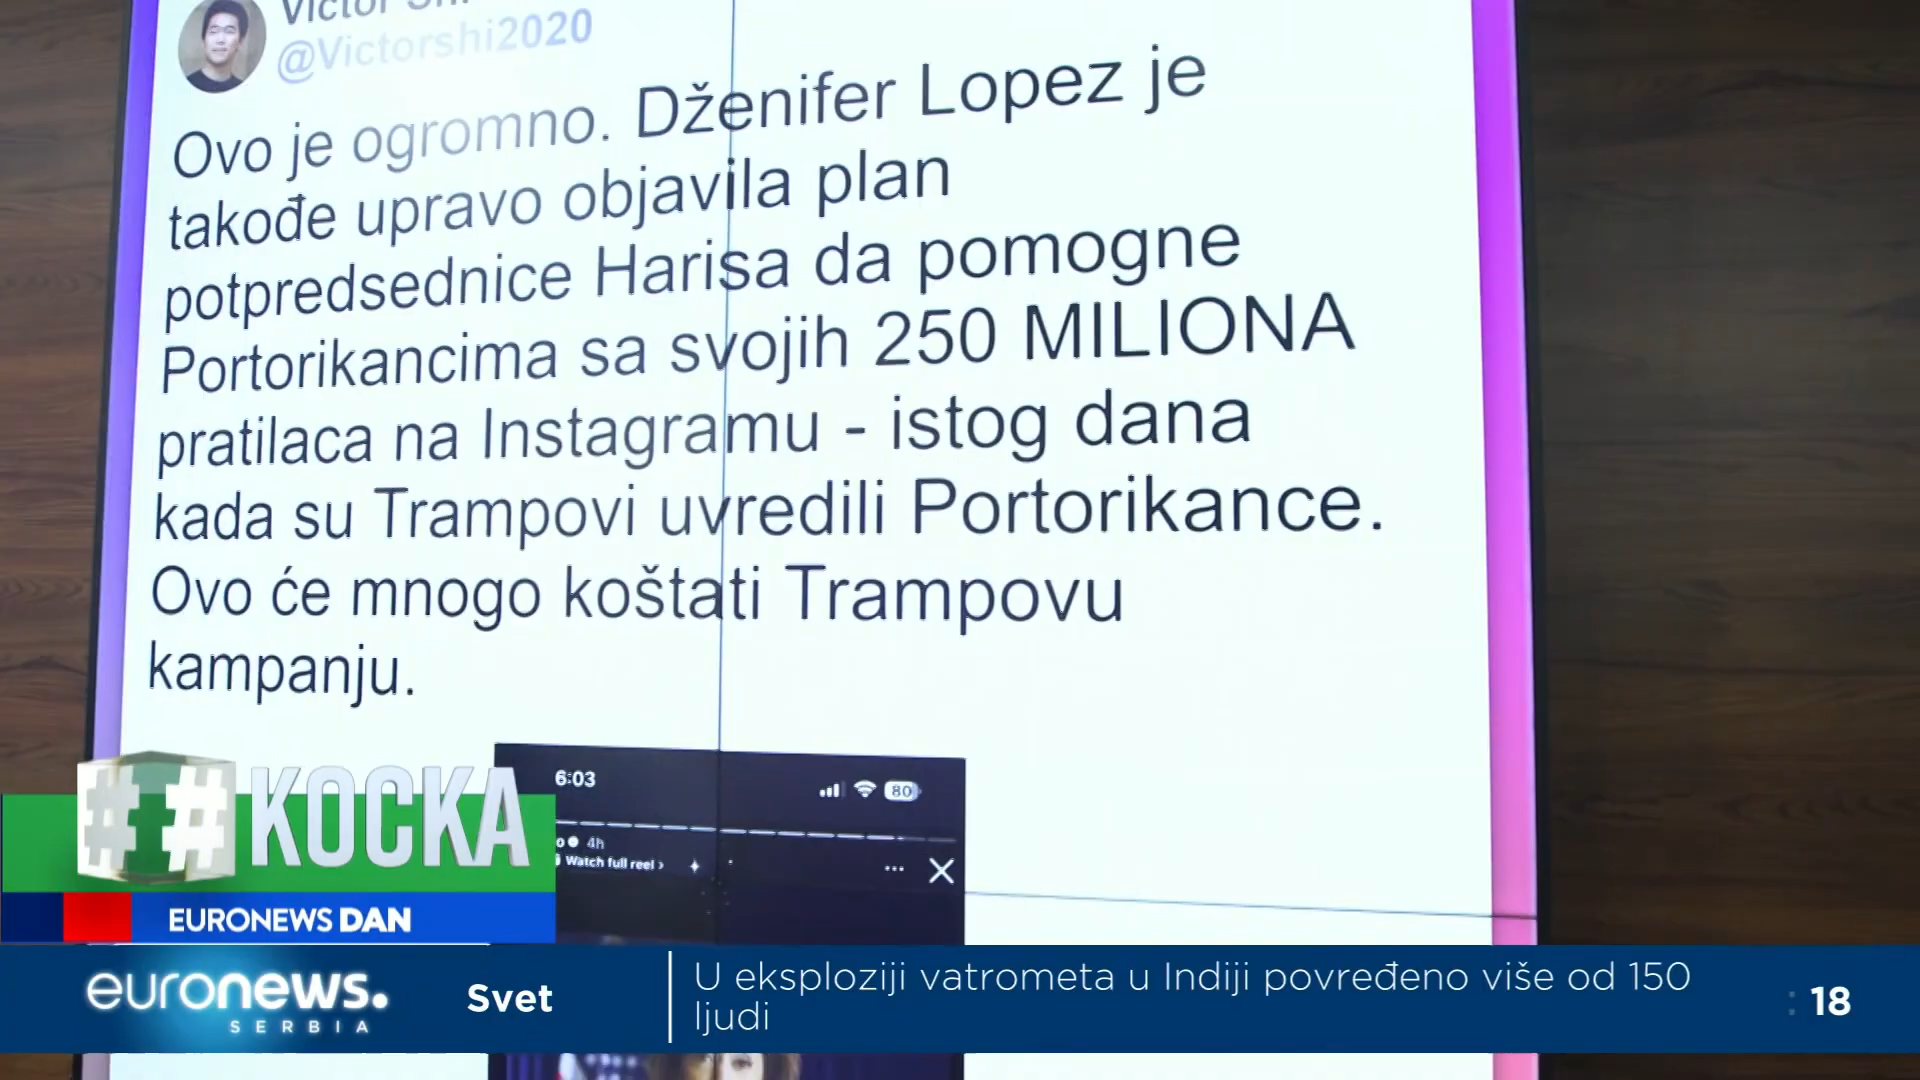 Victor
@Victorshi2020
Ovo je ogromno. Dženifer Lopez je
takođe upravo objavila plan
potpredsednice Harisa da pomogne
Portorikancima sa svojih 250 MILIONA
pratilaca na Instagramu - istog dana
kada su Trampovi uvredili Portorikance.
Ovo će mnogo koštati Trampovu
kampanju.
6:03
80
4h
Watch full reel ›
## KOCKA
EURONEWS DAN
euronews.
SERBIA
Svet
U eksploziji vatrometa u Indiji povređeno više od 150
ljudi
: 18